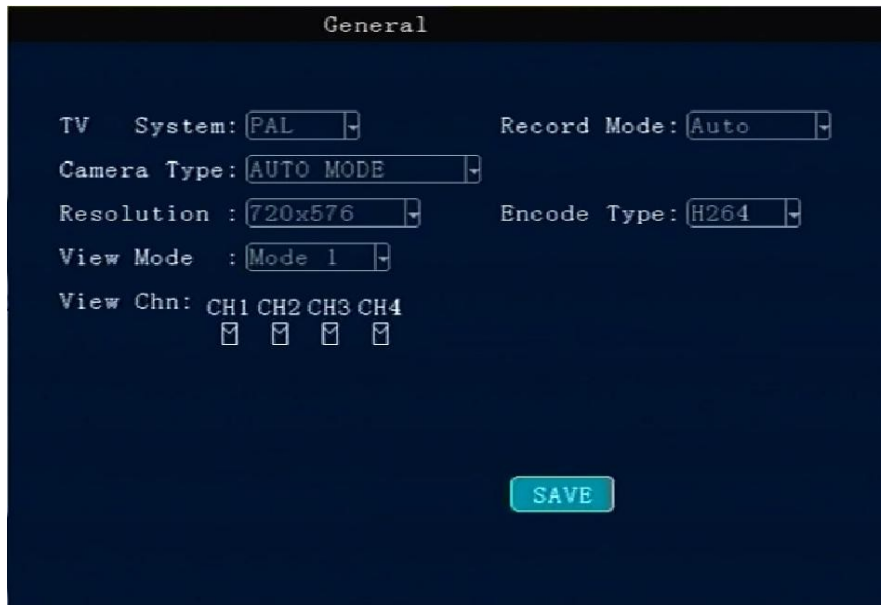 General
TV System: PAL Record Mode: Auto
Camera Type: AUTO MODE
Resolution : 720x576 Encode Type: H264
View Mode : Mode 1
View Chn: CH1 CH2 CH3 CH4
SAVE